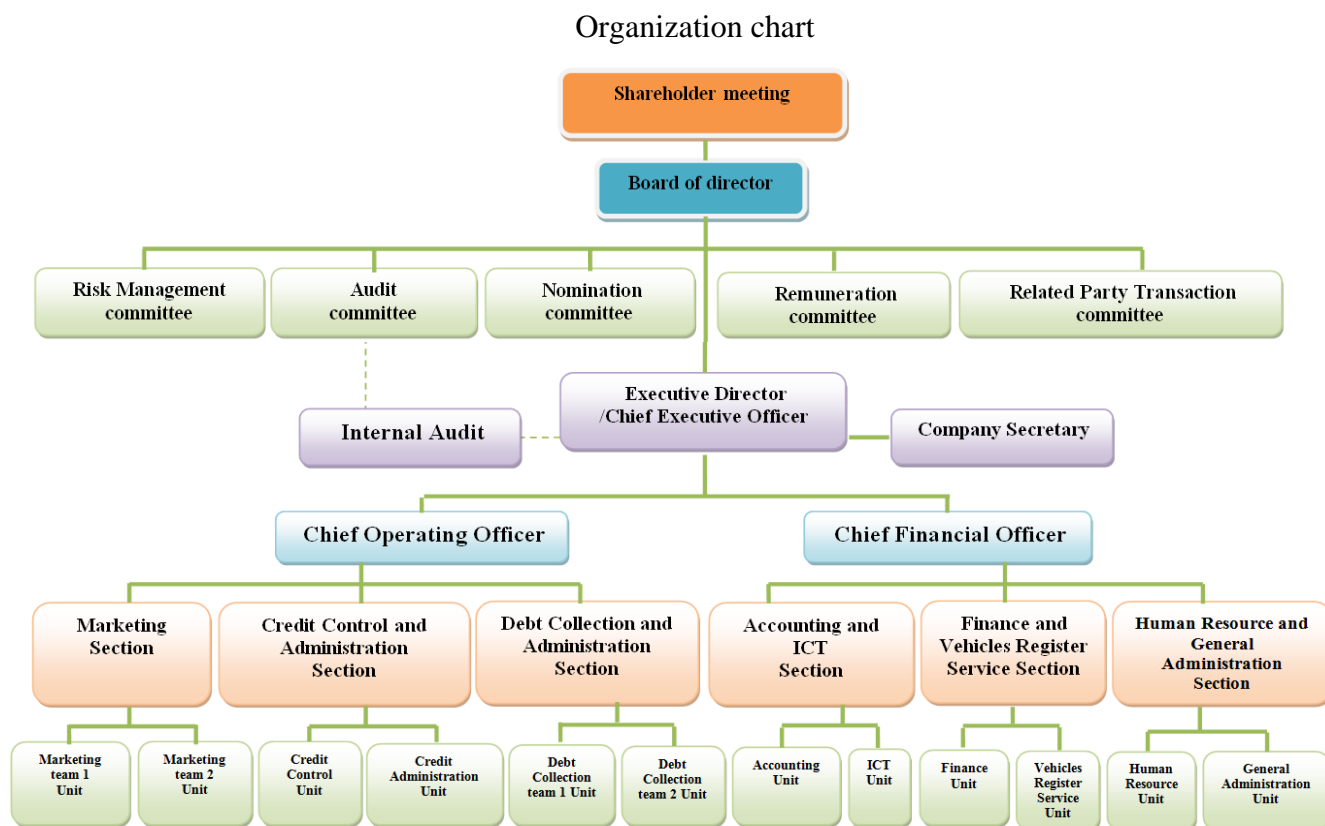 Organization chart
Shareholder meeting
Board of director
Risk Management
committee
Audit
committee
Nomination
committee
Remuneration
committee
Related Party Transaction
committee
Executive Director
/Chief Executive Officer
Internal Audit
Company Secretary
Chief Operating Officer
Chief Financial Officer
Marketing
Section
Credit Control and
Administration
Section
Debt Collection and
Administration
Section
Accounting and
ICT
Section
Finance and
Vehicles Register
Service Section
Human Resource and
General
Administration
Section
Marketing
team 1
Unit
Marketing
team 2
Unit
Credit
Control
Unit
Credit
Administration
Unit
Debt
Collection
team 1 Unit
Debt
Collection
team 2 Unit
Accounting
Unit
ICT
Unit
Finance
Unit
Vehicles
Register
Service Unit
Human
Resource
Unit
General
Administration
Unit